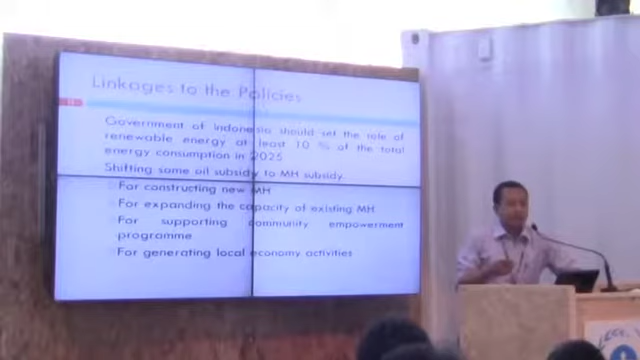 Linkages to the Policies
Government of Indonesia should set the role of
renewable energy at least 10 % of the total
energy consumption in 2025
Shifting some oil subsidy to MH subsidy.
For constructing new MH
For expanding the capacity of existing MH
For supporting community empowerment
programme
For generating local economy activities